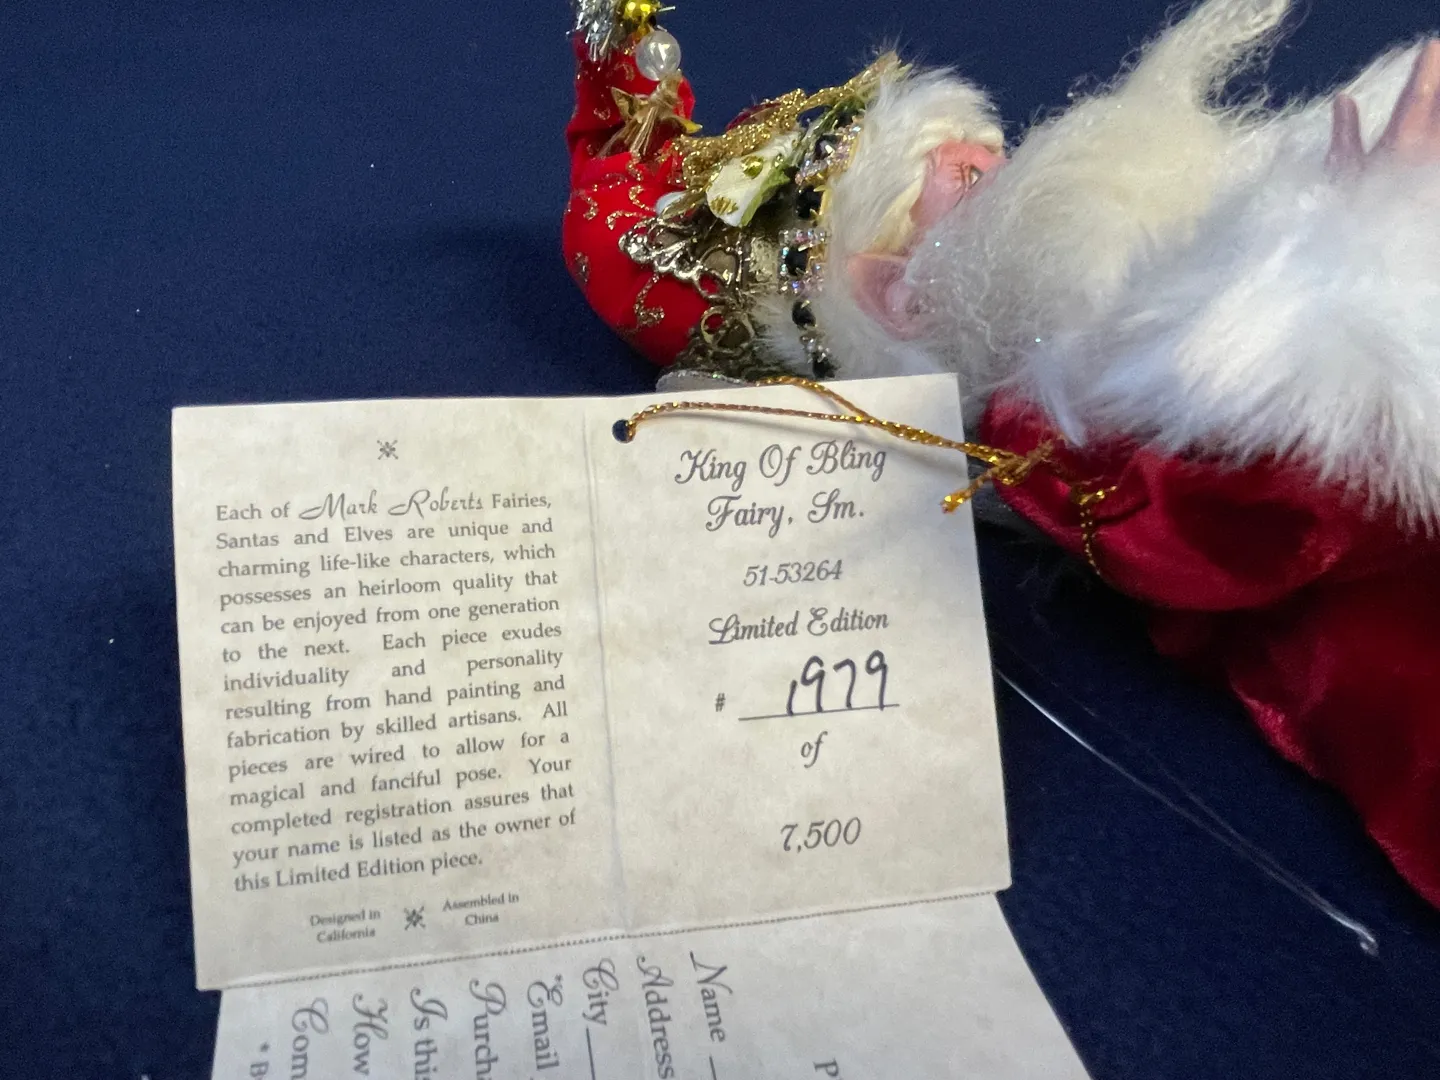 Each of Mark Roberts Fairies,
Santas and Elves are unique and
charming life-like characters, which
possesses an heirloom quality that
can be enjoyed from one generation
to the next. Each piece exudes
individuality and personality
resulting from hand painting and
fabrication by skilled artisans. All
pieces are wired to allow for a
magical and fanciful pose. Your
completed registration assures that
your name is listed as the owner of
this Limited Edition piece.
Designed in
California
Assembled in
China
King Of Bling
Fairy, Sm.
51-53264
Limited Edition
# 1979
of
7,500
Name
Address
City
*Email
Purcha
Is this
How
Com
* B